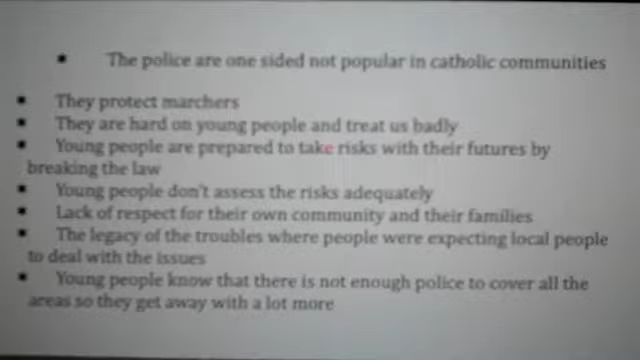 ▪ The police are one sided not popular in catholic communities
▪ They protect marchers
▪ They are hard on young people and treat us badly
▪ Young people are prepared to take risks with their futures by
breaking the law
▪ Young people don't assess the risks adequately
▪ Lack of respect for their own community and their families
▪ The legacy of the troubles where people were expecting local people
to deal with the issues
▪ Young people know that there is not enough police to cover all the
areas so they get away with a lot more